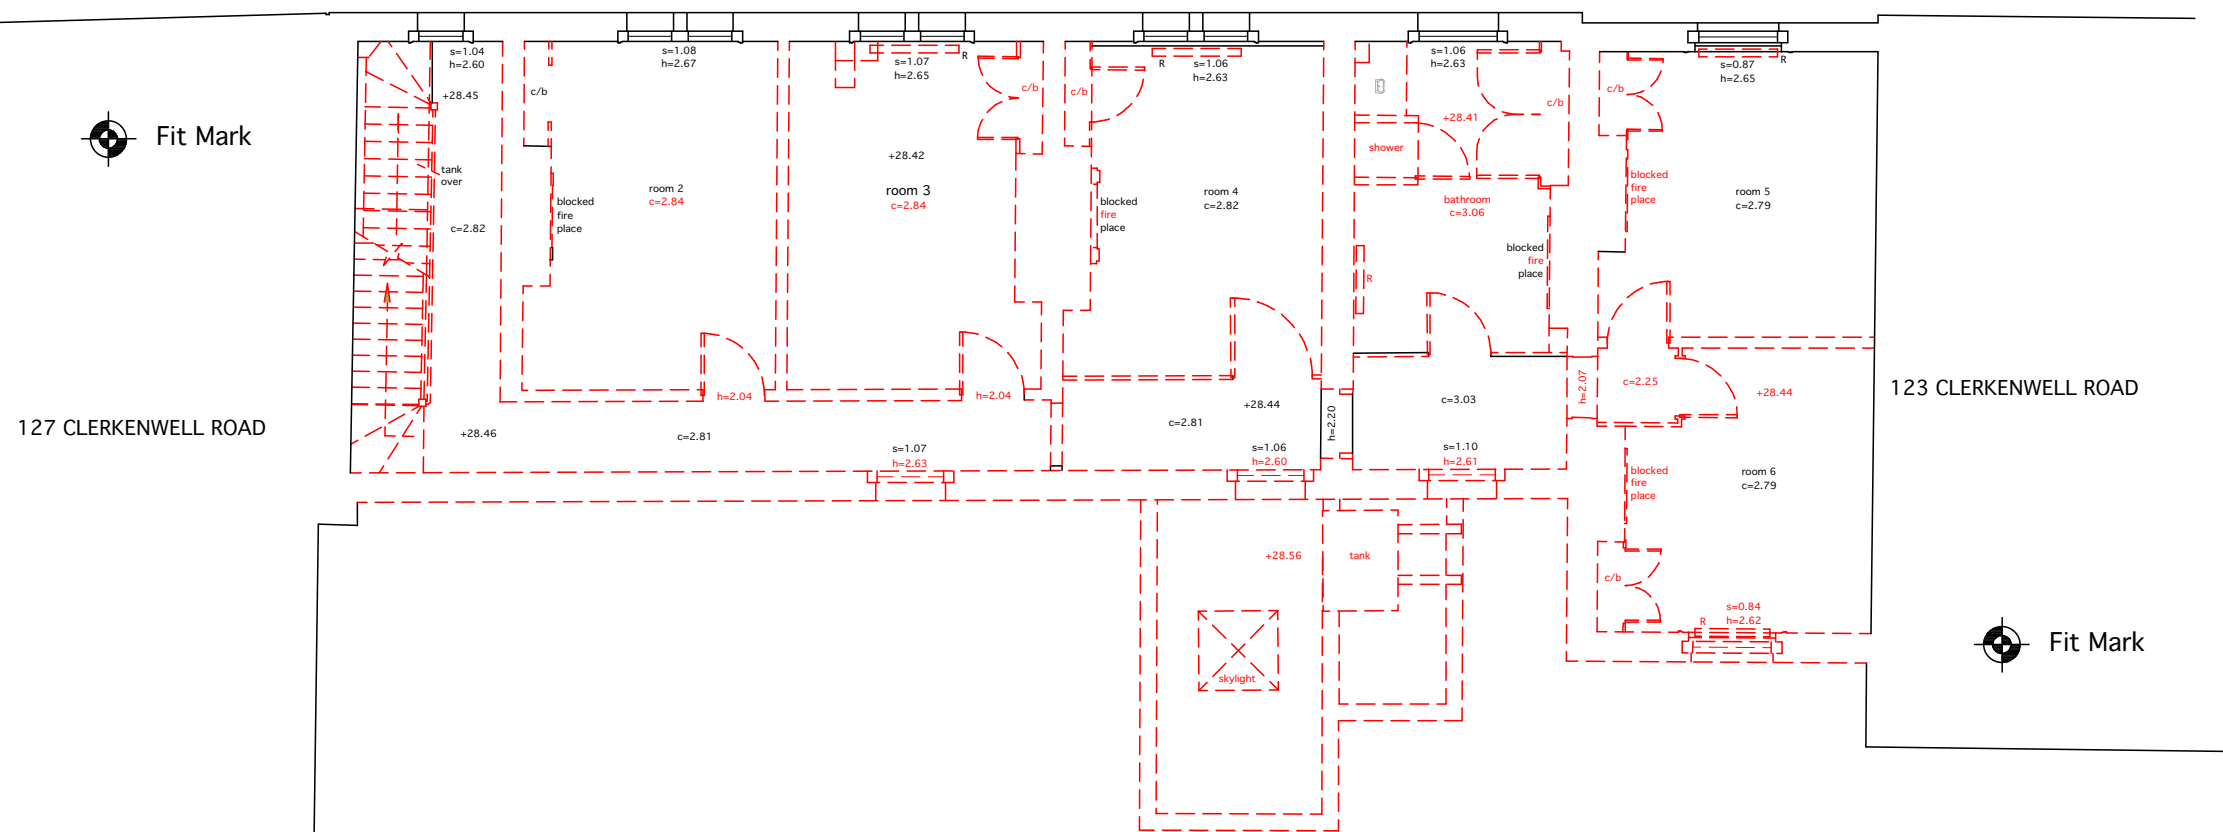 s=1.04
h=2.60
+28.45
tank
over
c=2.82
+28.46
c/b
blocked
fire
place
s=1.08
h=2.67
room 2
c=2.84
h=2.04
c=2.81
s=1.07
h=2.65
R
c/b
+28.42
room 3
c=2.84
h=2.04
s=1.07
h=2.63
c/b
R
s=1.06
h=2.63
blocked
fire
place
room 4
c=2.82
+28.44
c=2.81
s=1.06
h=2.60
h=2.20
s=1.06
h=2.63
c/b
+28.41
shower
bathroom
c=3.06
blocked
fire
place
R
c=3.03
s=1.10
h=2.61
h=2.07
c/b
s=0.87
h=2.65
R
blocked
fire
place
room 5
c=2.79
c=2.25
+28.44
blocked
fire
place
room 6
c=2.79
c/b
s=0.84
h=2.62
R
+28.56
tank
skylight
Fit Mark
127 CLERKENWELL ROAD
123 CLERKENWELL ROAD
Fit Mark